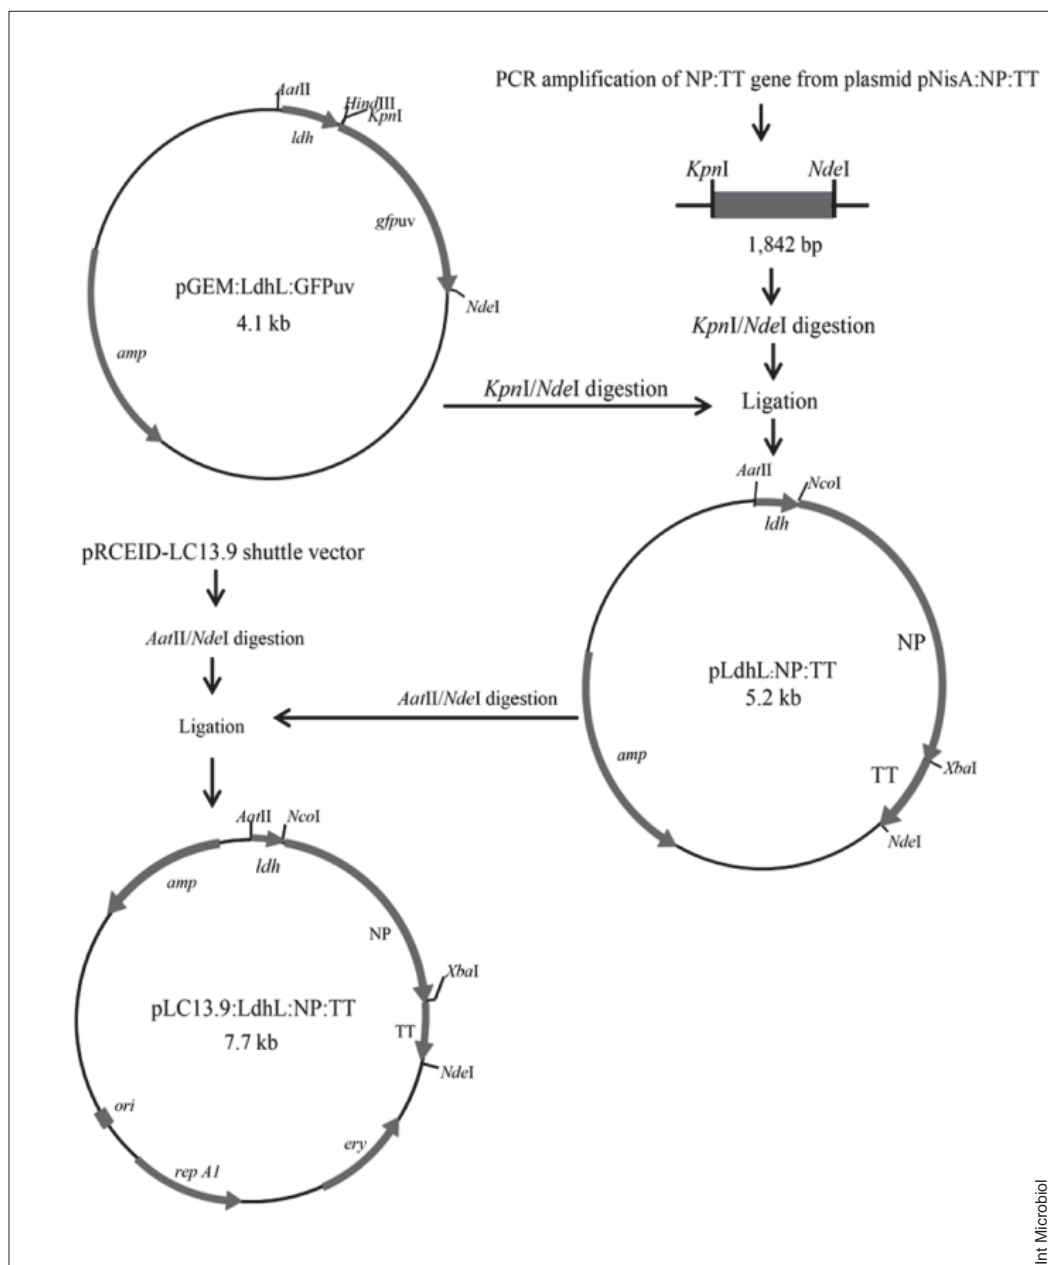 PCR amplification of NP:TT gene from plasmid pNisA:NP:TT
AatII
HindIII
KpnI
ldh
gfpuv
pGEM:LdhL:GFPuv
4.1 kb
NdeI
amp
KpnI
NdeI
1,842 bp
KpnI/NdeI digestion
KpnI/NdeI digestion
Ligation
AatII
NcoI
ldh
NP
pLdhL:NP:TT
5.2 kb
amp
TT
XbaI
NdeI
pRCEID-LC13.9 shuttle vector
AatII/NdeI digestion
AatII/NdeI digestion
Ligation
AatII
NcoI
ldh
amp
NP
XbaI
pLC13.9:LdhL:NP:TT
7.7 kb
TT
NdeI
ori
ery
rep A1
Int Microbiol